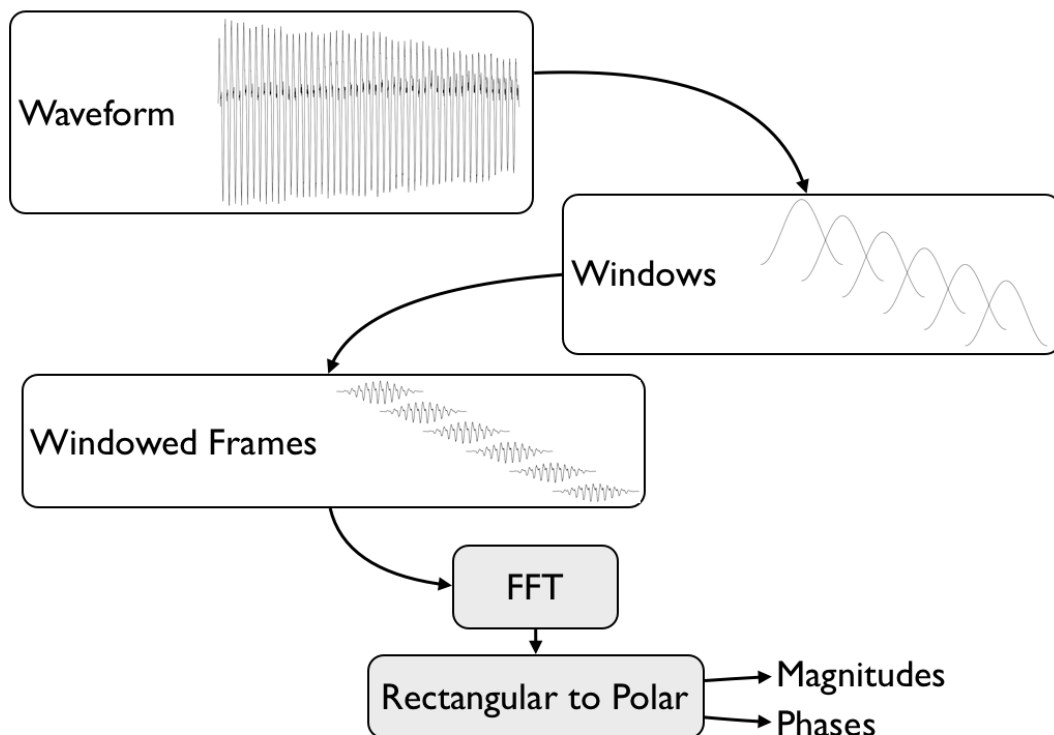 Waveform
Windows
Windowed Frames
FFT
Rectangular to Polar
Magnitudes
Phases